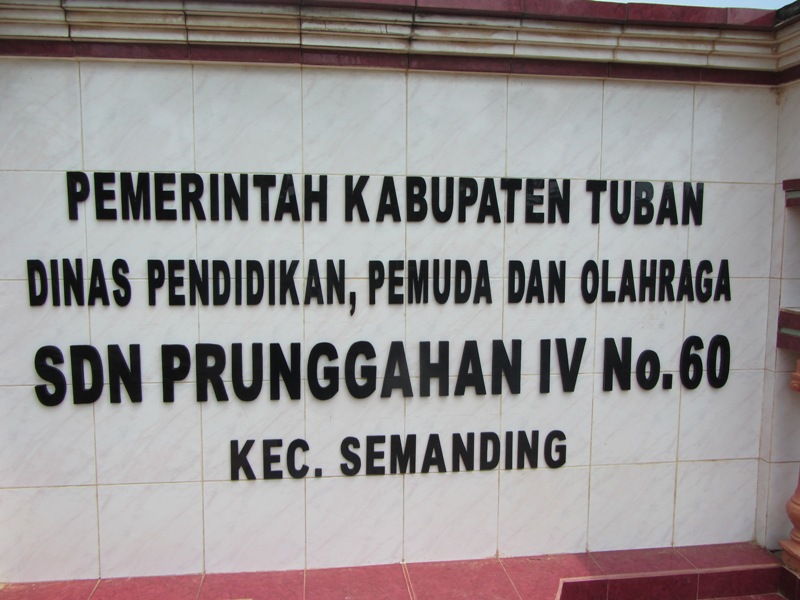 PEMERINTAH KABUPATEN TUBAN
DINAS PENDIDIKAN, PEMUDA DAN OLAHRAGA
SDN PRUNGGAHAN IV No.60
KEC. SEMANDING